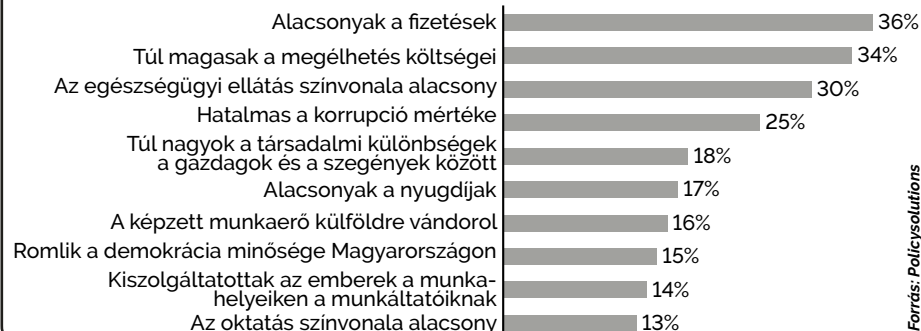 Alacsonyak a fizetések 36%
Túl magasak a megélhetés költségei 34%
Az egészségügyi ellátás színvonala alacsony 30%
Hatalmas a korrupció mértéke 25%
Túl nagyok a társadalmi különbségek
a gazdagok és a szegények között 18%
Alacsonyak a nyugdíjak 17%
A képzett munkaerő külföldre vándorol 16%
Romlik a demokrácia minősége Magyarországon 15%
Kiszolgáltatottak az emberek a munka-
helyeiken a munkáltatóiknak 14%
Az oktatás színvonala alacsony 13%
Forrás: Policysolutions